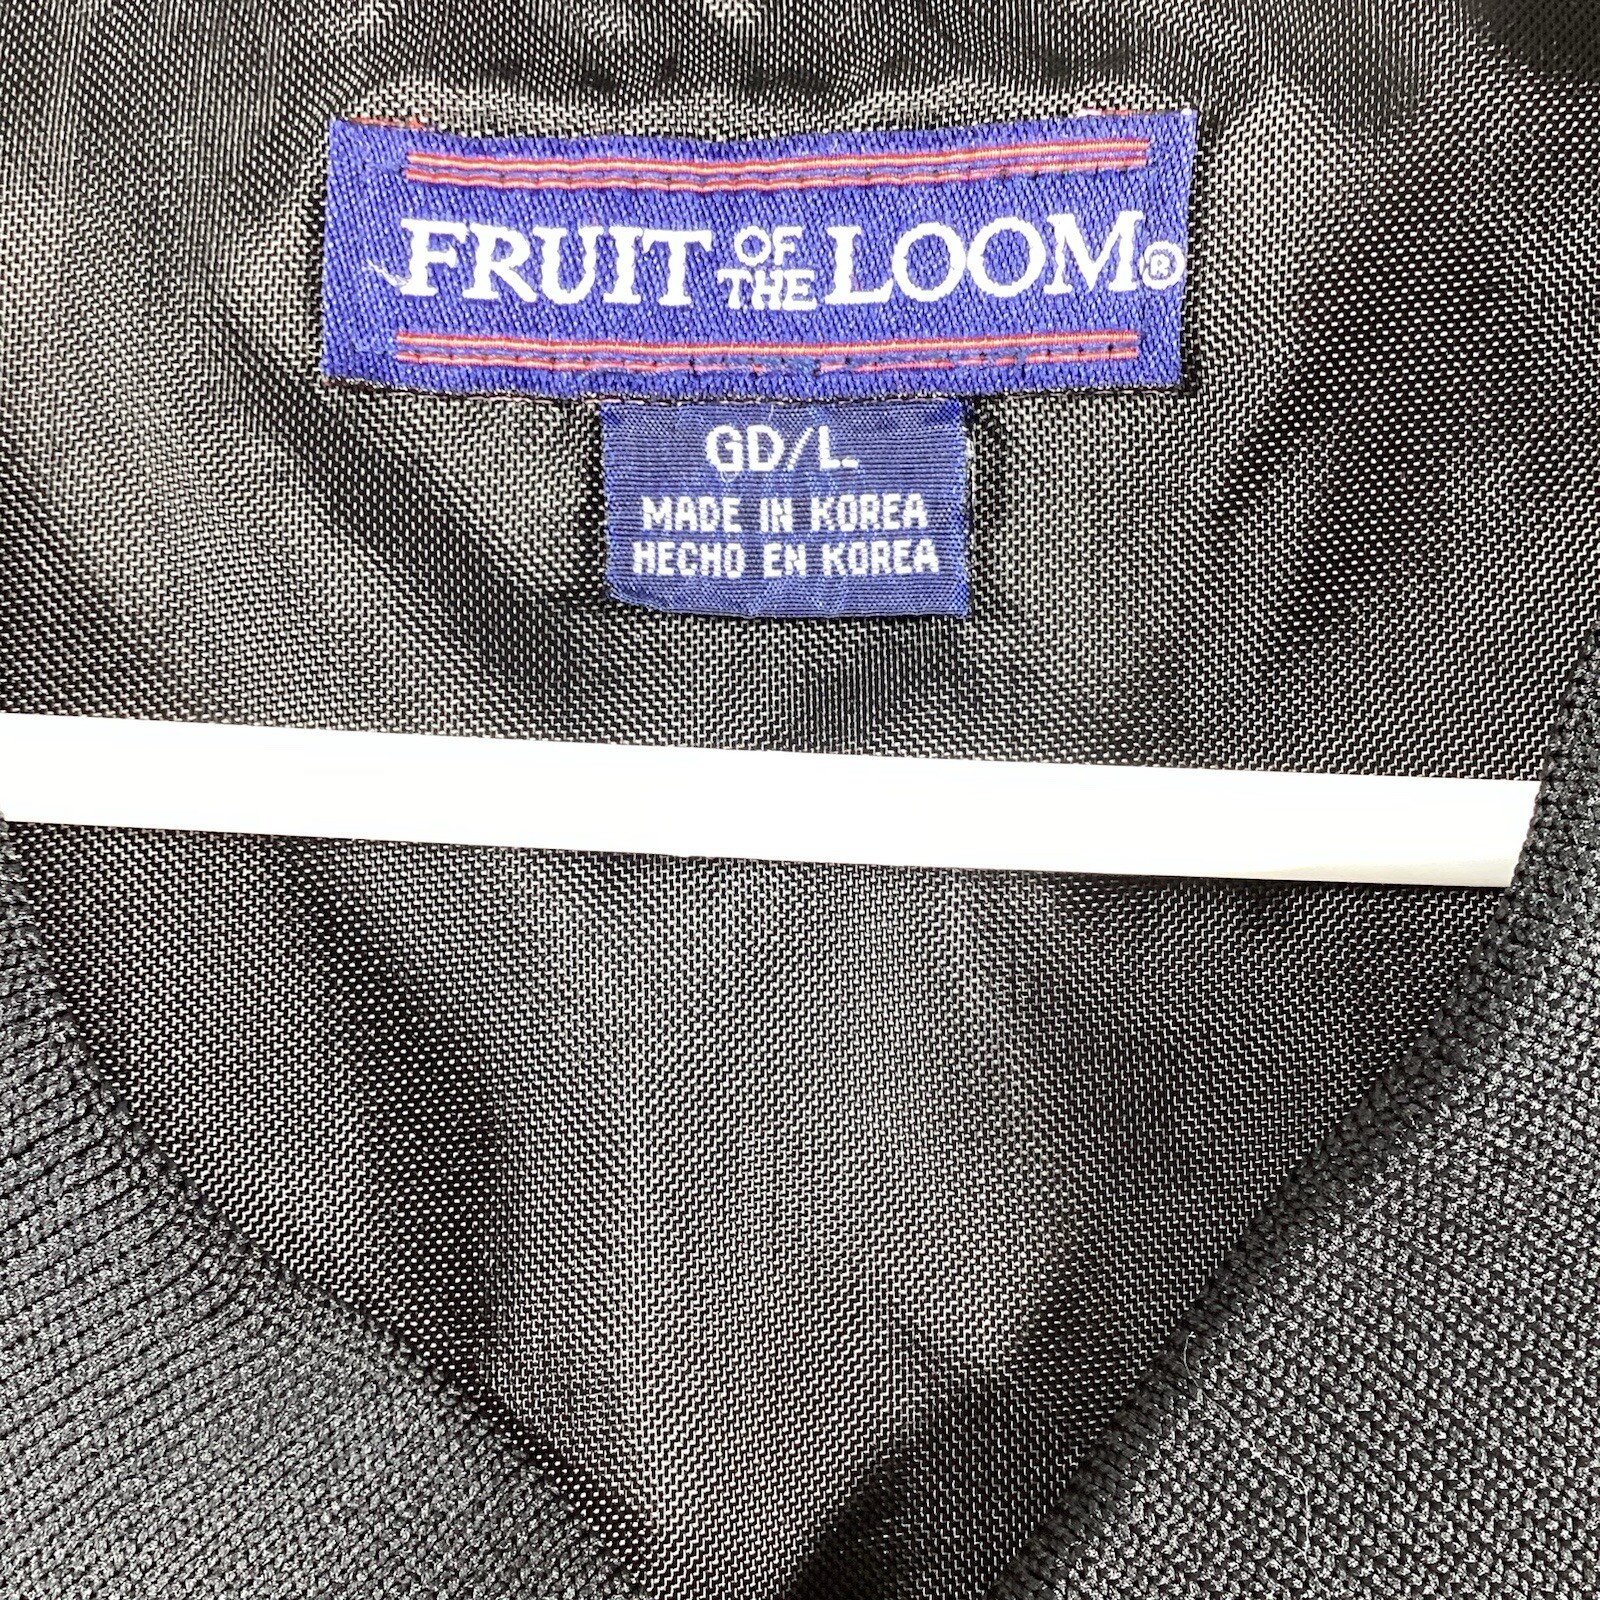 FRUIT OF THE LOOM®
GD/L.
MADE IN KOREA
HECHO EN KOREA